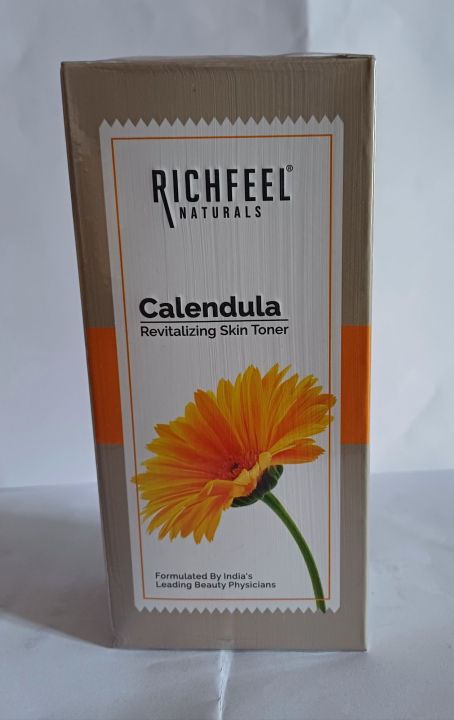 RICHFEEL®
NATURALS
Calendula
Revitalizing Skin Toner
Formulated By India's
Leading Beauty Physicians